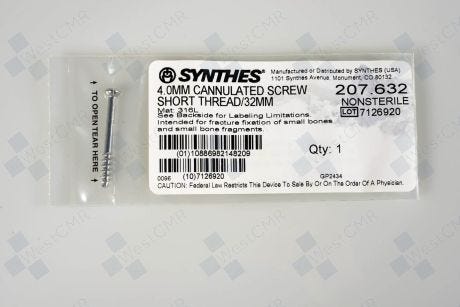 SYNTHES®
Manufactured or Distributed by SYNTHES (USA)
1101 Synthes Avenue, Monument, CO 80132
4.0MM CANNULATED SCREW
SHORT THREAD/32MM
207.632
NONSTERILE
LOT 7126920
Mat: 316L
See Backside for Labeling Limitations
Intended for fracture fixation of small bones
and small bone fragments.
Qty: 1
(01)10886982148209
0096
(10)7126920
GP2434
CAUTION: Federal Law Restricts This Device To Sale By Or On The Order Of A Physician.
TO OPEN TEAR HERE
WestCMR